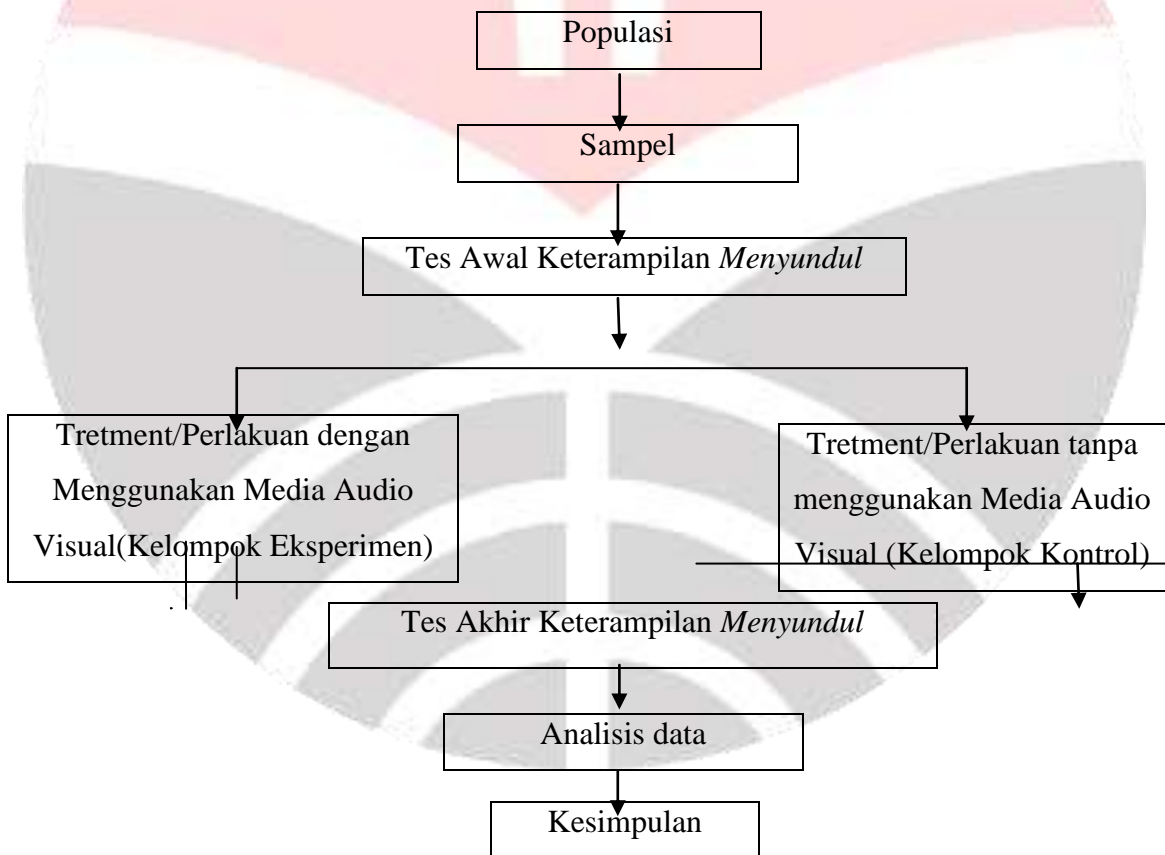 Populasi
Sampel
Tes Awal Keterampilan Menyundul
Tretment/Perlakuan dengan
Menggunakan Media Audio
Visual(Kelompok Eksperimen)
Tretment/Perlakuan tanpa
menggunakan Media Audio
Visual (Kelompok Kontrol)
Tes Akhir Keterampilan Menyundul
Analisis data
Kesimpulan